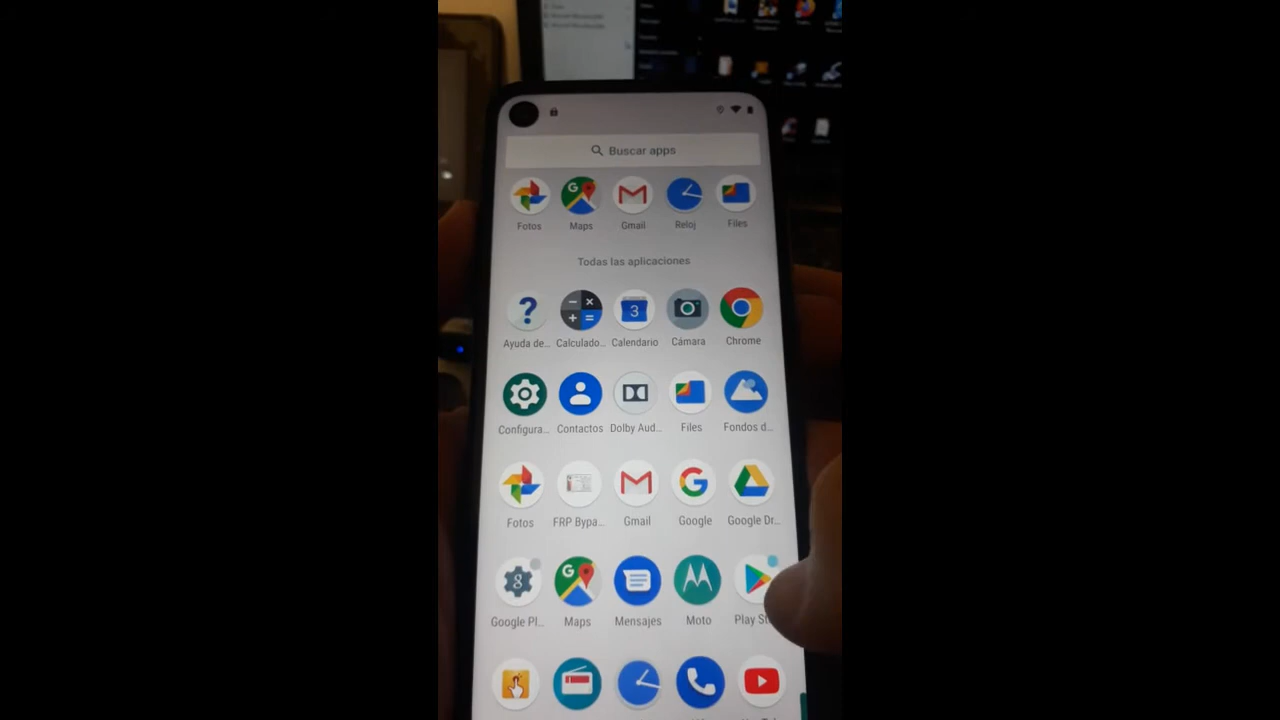 Buscar apps
Fotos Maps Gmail Reloj Files
Todas las aplicaciones
Ayuda de.. Calculado.. Calendario Cámara Chrome
Configura.. Contactos Dolby Aud.. Files Fondos d..
Fotos FRP Bypa.. Gmail Google Google Dr..
Google Pl.. Maps Mensajes Moto Play St